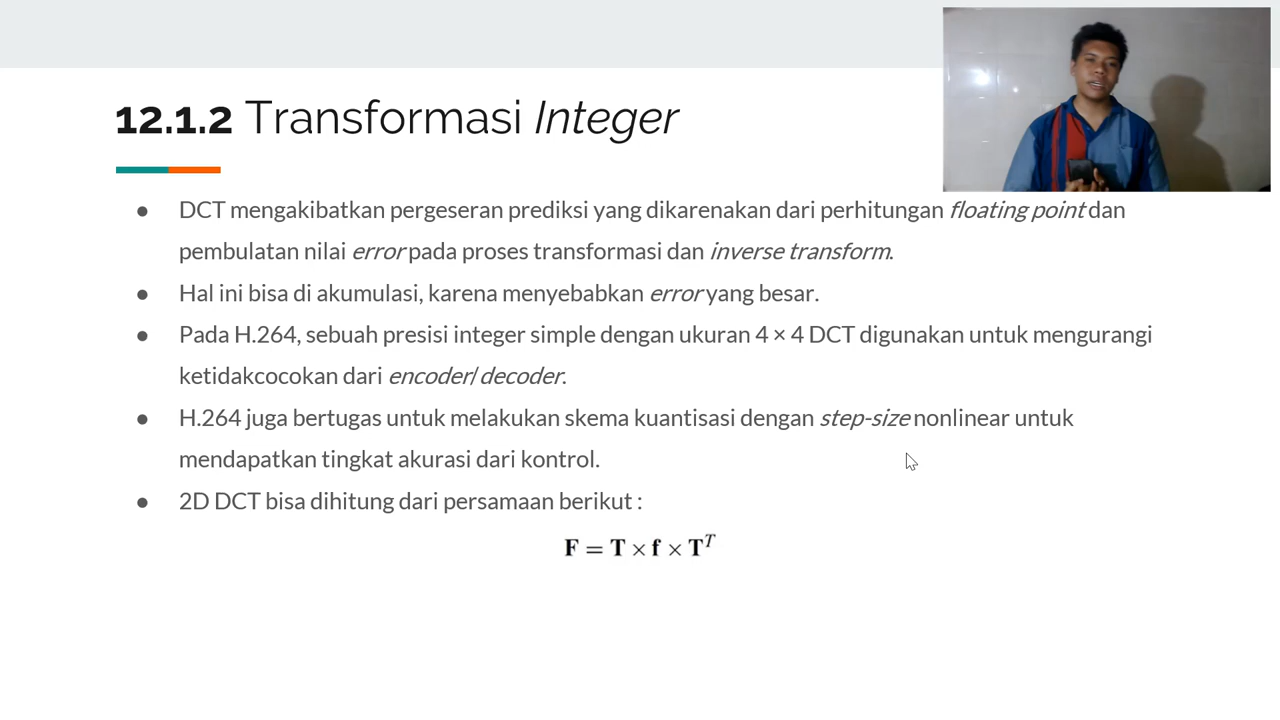 12.1.2 Transformasi Integer
● DCT mengakibatkan pergeseran prediksi yang dikarenakan dari perhitungan floating point dan
pembulatan nilai error pada proses transformasi dan inverse transform.
● Hal ini bisa di akumulasi, karena menyebabkan error yang besar.
● Pada H.264, sebuah presisi integer simple dengan ukuran 4 × 4 DCT digunakan untuk mengurangi
ketidakcocokan dari encoder/decoder.
● H.264 juga bertugas untuk melakukan skema kuantisasi dengan step-size nonlinear untuk
mendapatkan tingkat akurasi dari kontrol.
● 2D DCT bisa dihitung dari persamaan berikut :
F = T × f × Tᵀ